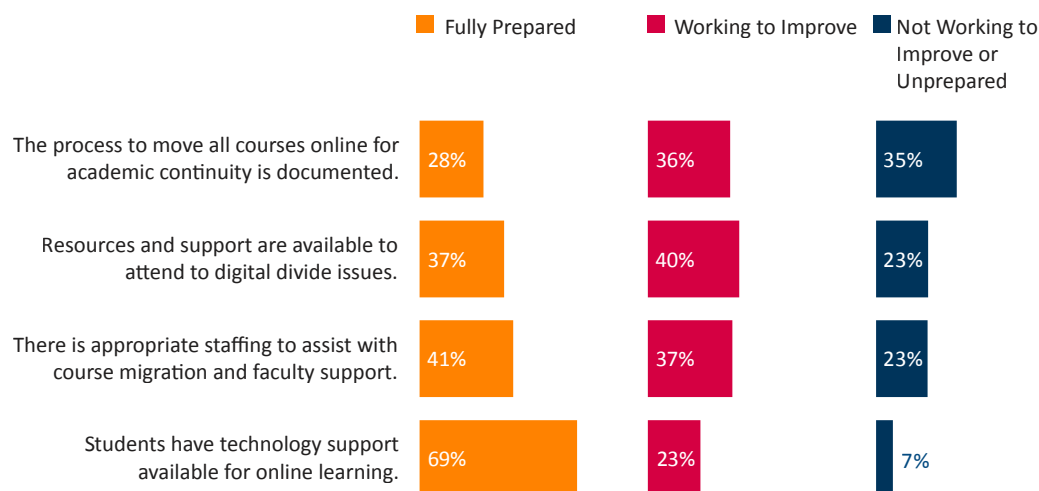 Fully Prepared
Working to Improve
Not Working to
Improve or
Unprepared
The process to move all courses online for
academic continuity is documented.
28%
36%
35%
Resources and support are available to
attend to digital divide issues.
37%
40%
23%
There is appropriate staffing to assist with
course migration and faculty support.
41%
37%
23%
Students have technology support
available for online learning.
69%
23%
7%